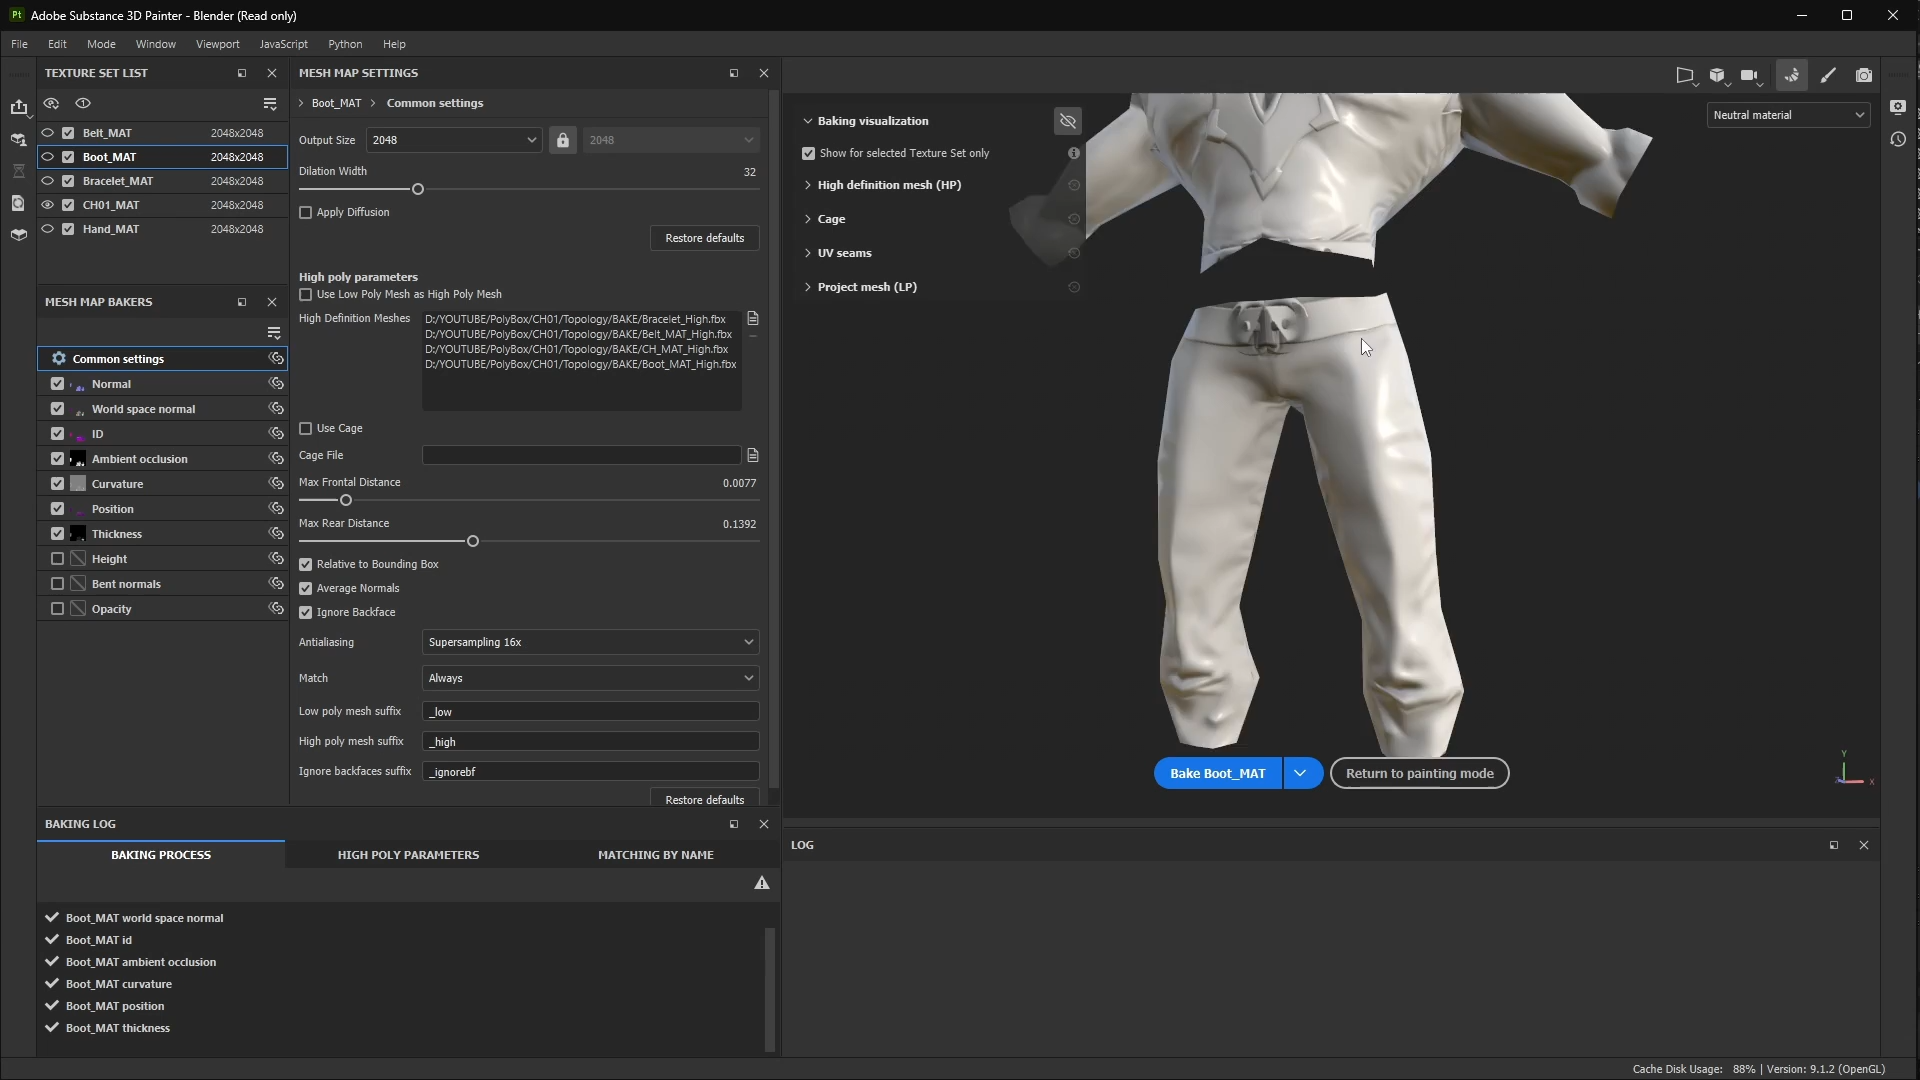 Pt Adobe Substance 3D Painter - Blender (Read only)
File Edit Mode Window Viewport JavaScript Python Help
TEXTURE SET LIST
Belt_MAT 2048x2048
Boot_MAT 2048x2048
Bracelet_MAT 2048x2048
CH01_MAT 2048x2048
Hand_MAT 2048x2048
MESH MAP BAKERS
Common settings
Normal
World space normal
ID
Ambient occlusion
Curvature
Position
Thickness
Height
Bent normals
Opacity
MESH MAP SETTINGS
Boot_MAT > Common settings
Output Size 2048 2048
Dilation Width 32
Apply Diffusion
Restore defaults
High poly parameters
Use Low Poly Mesh as High Poly Mesh
High Definition Meshes D:/YOUTUBE/PolyBox/CH01/Topology/BAKE/Bracelet_High.fbx
D:/YOUTUBE/PolyBox/CH01/Topology/BAKE/Belt_MAT_High.fbx
D:/YOUTUBE/PolyBox/CH01/Topology/BAKE/CH_MAT_High.fbx
D:/YOUTUBE/PolyBox/CH01/Topology/BAKE/Boot_MAT_High.fbx
Use Cage
Cage File
Max Frontal Distance 0.0077
Max Rear Distance 0.1392
Relative to Bounding Box
Average Normals
Ignore Backface
Antialiasing Supersampling 16x
Match Always
Low poly mesh suffix _low
High poly mesh suffix _high
Ignore backfaces suffix _ignorebf
Restore defaults
Baking visualization
Show for selected Texture Set only
High definition mesh (HP)
Cage
UV seams
Project mesh (LP)
Neutral material
Bake Boot_MAT
Return to painting mode
Y
X
BAKING LOG
BAKING PROCESS HIGH POLY PARAMETERS MATCHING BY NAME
Boot_MAT world space normal
Boot_MAT id
Boot_MAT ambient occlusion
Boot_MAT curvature
Boot_MAT position
Boot_MAT thickness
LOG
Cache Disk Usage: 88% | Version: 9.1.2 (OpenGL)